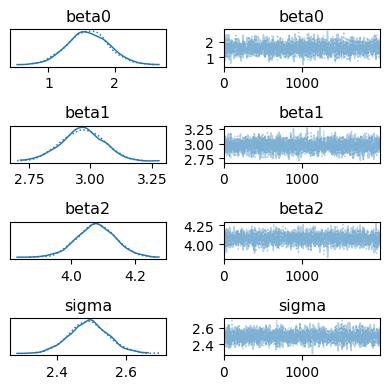 beta0 beta0
2
1
1 2 0 1000
beta1 beta1
3.25
3.00
2.75
2.75 3.00 3.25 0 1000
beta2 beta2
4.25
4.00
4.0 4.2 0 1000
sigma sigma
2.6
2.4
2.4 2.6 0 1000